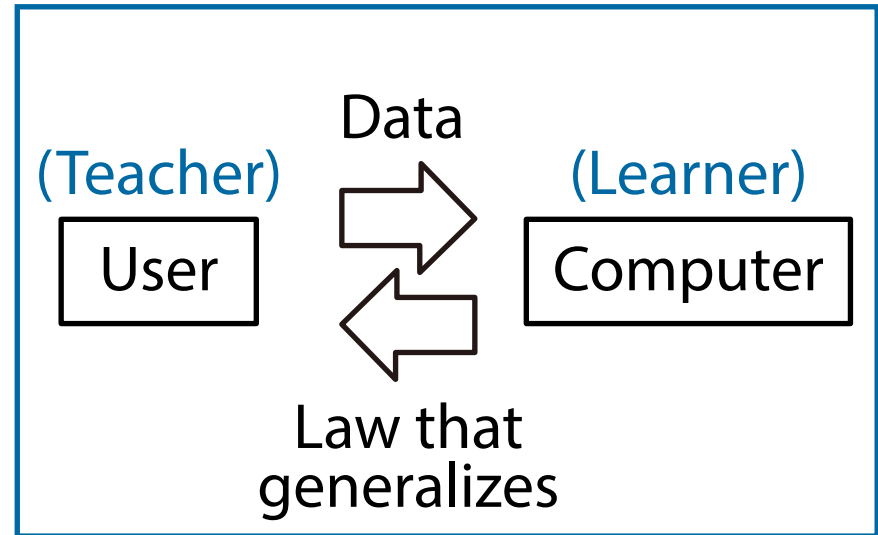 Data
(Teacher)
(Learner)
User
Computer
Law that
generalizes